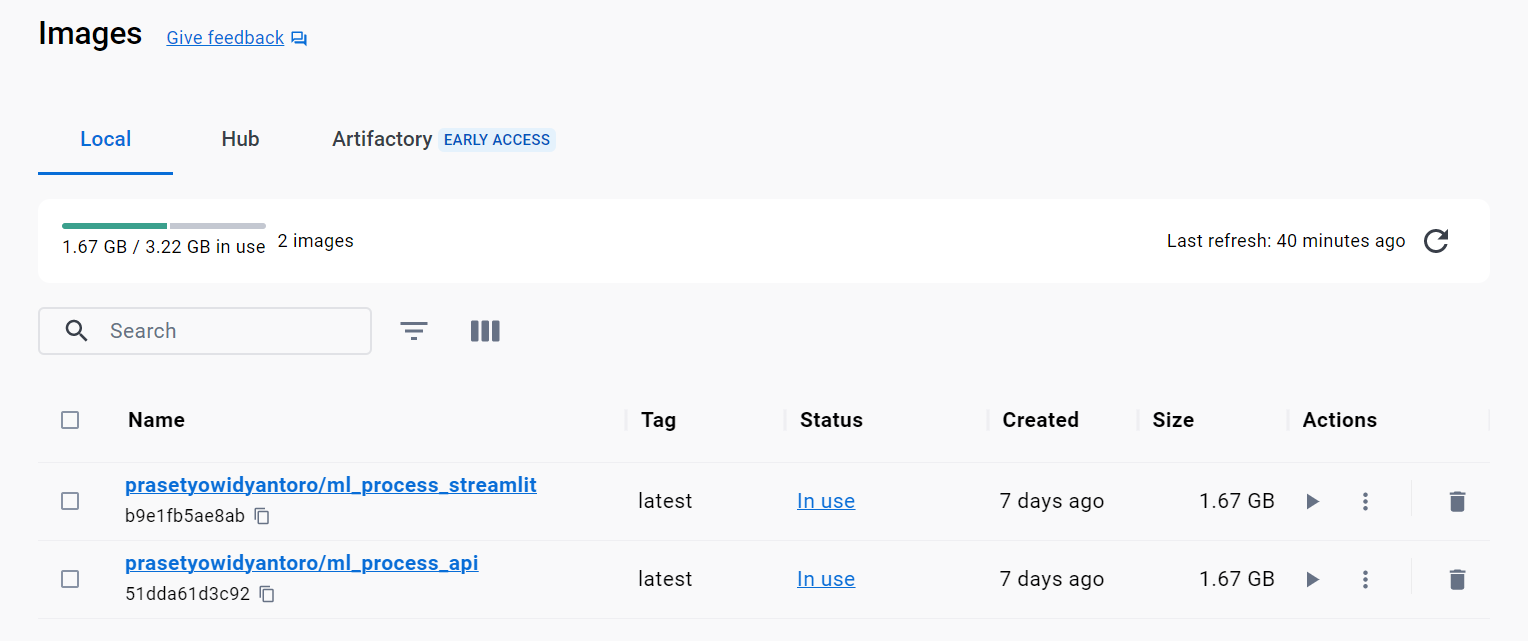 Images Give feedback
Local Hub Artifactory EARLY ACCESS
1.67 GB / 3.22 GB in use 2 images Last refresh: 40 minutes ago
Search
Name Tag Status Created Size Actions
prasetyowidyantoro/ml_process_streamlit
b9e1fb5ae8ab
latest In use 7 days ago 1.67 GB
prasetyowidyantoro/ml_process_api
51dda61d3c92
latest In use 7 days ago 1.67 GB